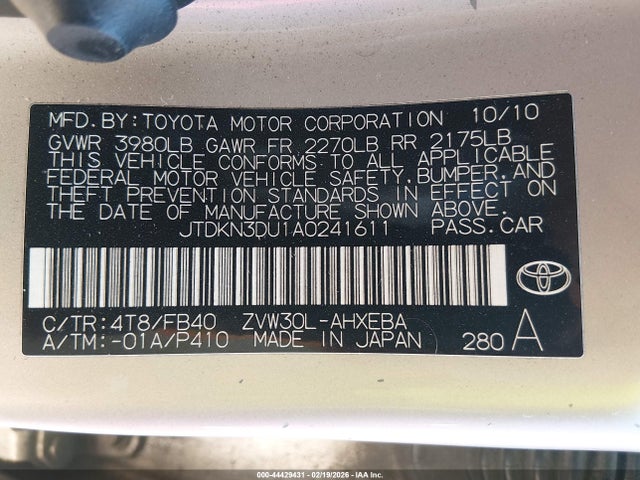 MFD.BY:TOYOTA MOTOR CORPORATION 10/10
GVWR 3980LB GAWR FR 2270LB RR 2175LB
THIS VEHICLE CONFORMS TO ALL APPLICABLE
FEDERAL MOTOR VEHICLE SAFETY,BUMPER,AND
THEFT PREVENTION STANDARDS IN EFFECT ON
THE DATE OF MANUFACTURE SHOWN ABOVE.
JTDKN3DU1A0241611 PASS.CAR
C/TR:4T8/FB40 ZVW30L-AHXEBA
A/TM:-01A/P410 MADE IN JAPAN 280 A
000-44429431 - 02/19/2026 - IAA Inc.